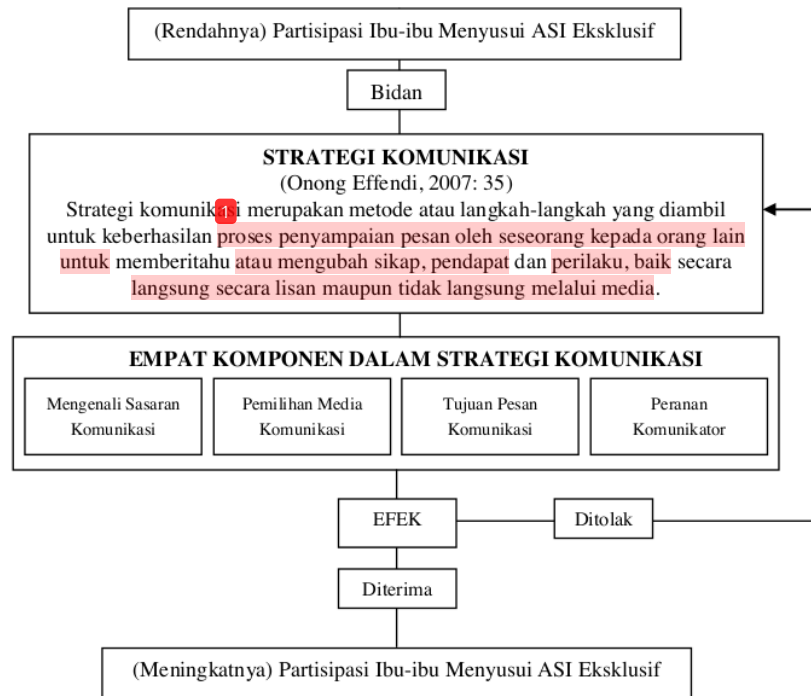 (Rendahnya) Partisipasi Ibu-ibu Menyusui ASI Eksklusif
Bidan
STRATEGI KOMUNIKASI
(Onong Effendi, 2007: 35)
Strategi komunikasi merupakan metode atau langkah-langkah yang diambil
untuk keberhasilan proses penyampaian pesan oleh seseorang kepada orang lain
untuk memberitahu atau mengubah sikap, pendapat dan perilaku, baik secara
langsung secara lisan maupun tidak langsung melalui media.
1
EMPAT KOMPONEN DALAM STRATEGI KOMUNIKASI
Mengenali Sasaran
Komunikasi
Pemilihan Media
Komunikasi
Tujuan Pesan
Komunikasi
Peranan
Komunikator
EFEK
Ditolak
Diterima
(Meningkatnya) Partisipasi Ibu-ibu Menyusui ASI Eksklusif